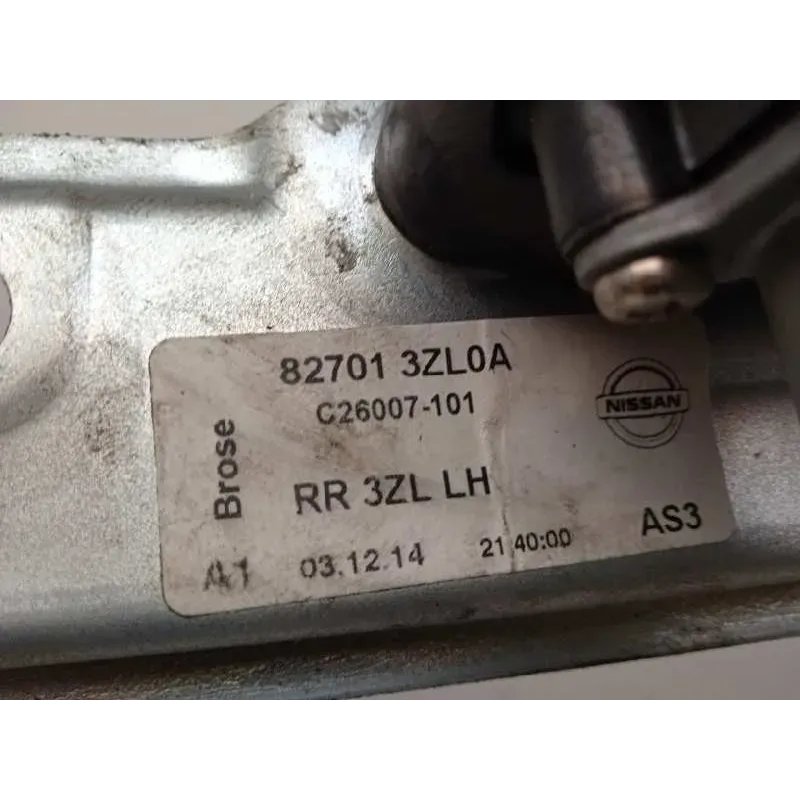 82701 3ZL0A
C26007-101
NISSAN
Brose
RR 3ZL LH
A1 03.12.14 21:40:00 AS3